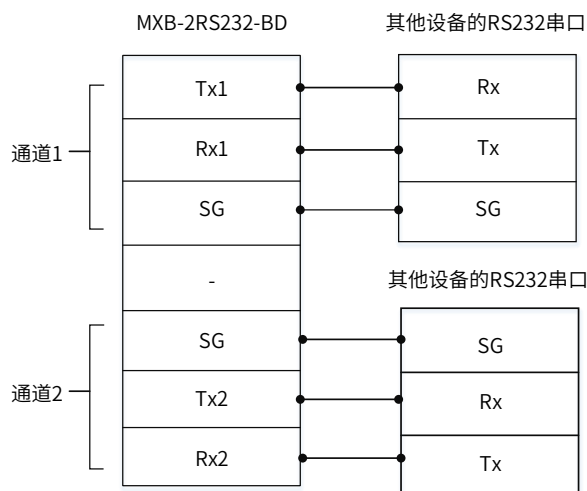 MXB-2RS232-BD
其他设备的RS232串口
Tx1
Rx
通道1
Rx1
Tx
SG
SG
-
其他设备的RS232串口
SG
SG
通道2
Tx2
Rx
Rx2
Tx